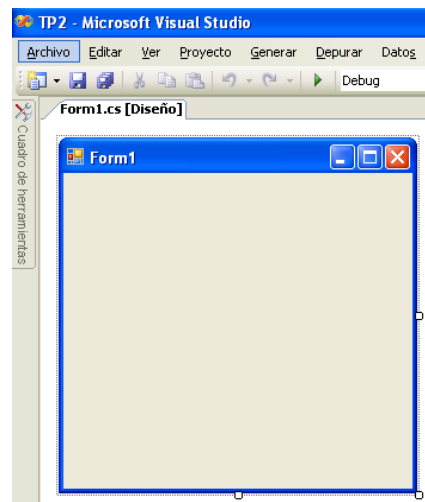 TP2 - Microsoft Visual Studio
Archivo Editar Ver Proyecto Generar Depurar Datos
Debug
Form1.cs [Diseño]
Cuadro de herramientas
Form1